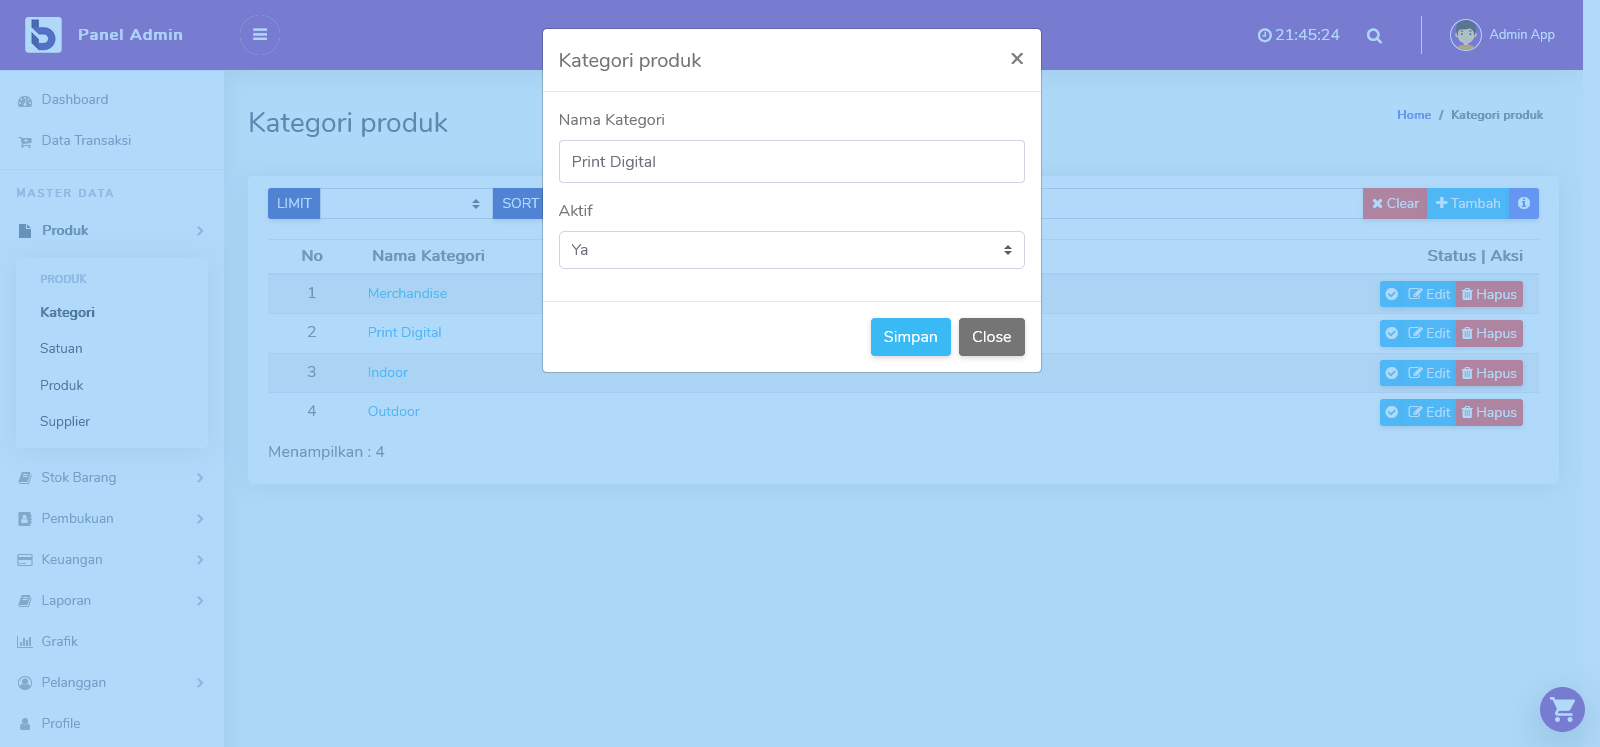 Panel Admin
21:45:24
Admin App
Dashboard
Data Transaksi
MASTER DATA
Produk
PRODUK
Kategori
Satuan
Produk
Supplier
Stok Barang
Pembukuan
Keuangan
Laporan
Grafik
Pelanggan
Profile
Kategori produk
Home / Kategori produk
LIMIT
SORT
Clear
Tambah
No Nama Kategori Status | Aksi
1 Merchandise Edit Hapus
2 Print Digital Edit Hapus
3 Indoor Edit Hapus
4 Outdoor Edit Hapus
Menampilkan : 4
Kategori produk ×
Nama Kategori
Print Digital
Aktif
Ya
Simpan Close